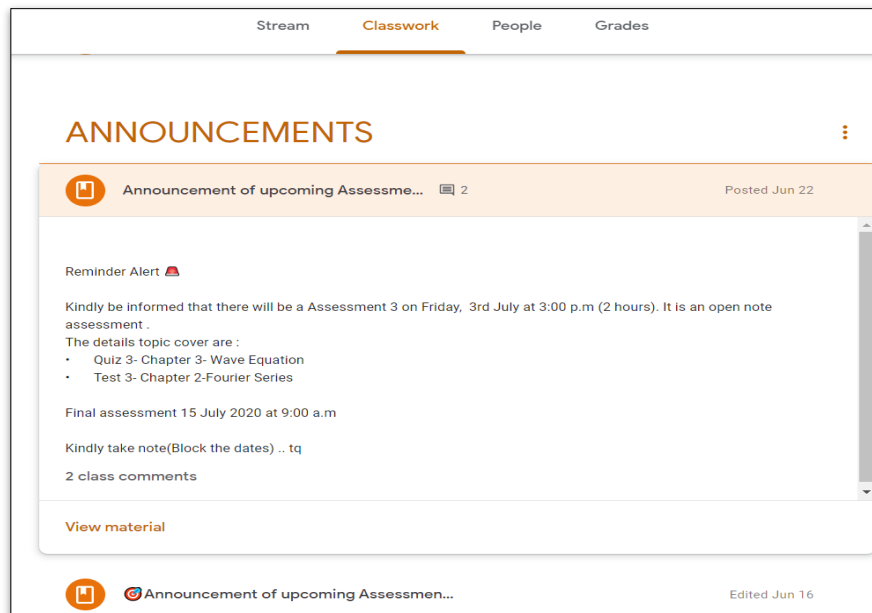 Stream Classwork People Grades
ANNOUNCEMENTS
Announcement of upcoming Assessme... 2 Posted Jun 22
Reminder Alert 🚨
Kindly be informed that there will be a Assessment 3 on Friday, 3rd July at 3:00 p.m (2 hours). It is an open note
assessment .
The details topic cover are :
• Quiz 3- Chapter 3- Wave Equation
• Test 3- Chapter 2-Fourier Series
Final assessment 15 July 2020 at 9:00 a.m
Kindly take note(Block the dates) .. tq
2 class comments
View material
🎯Announcement of upcoming Assessmen... Edited Jun 16